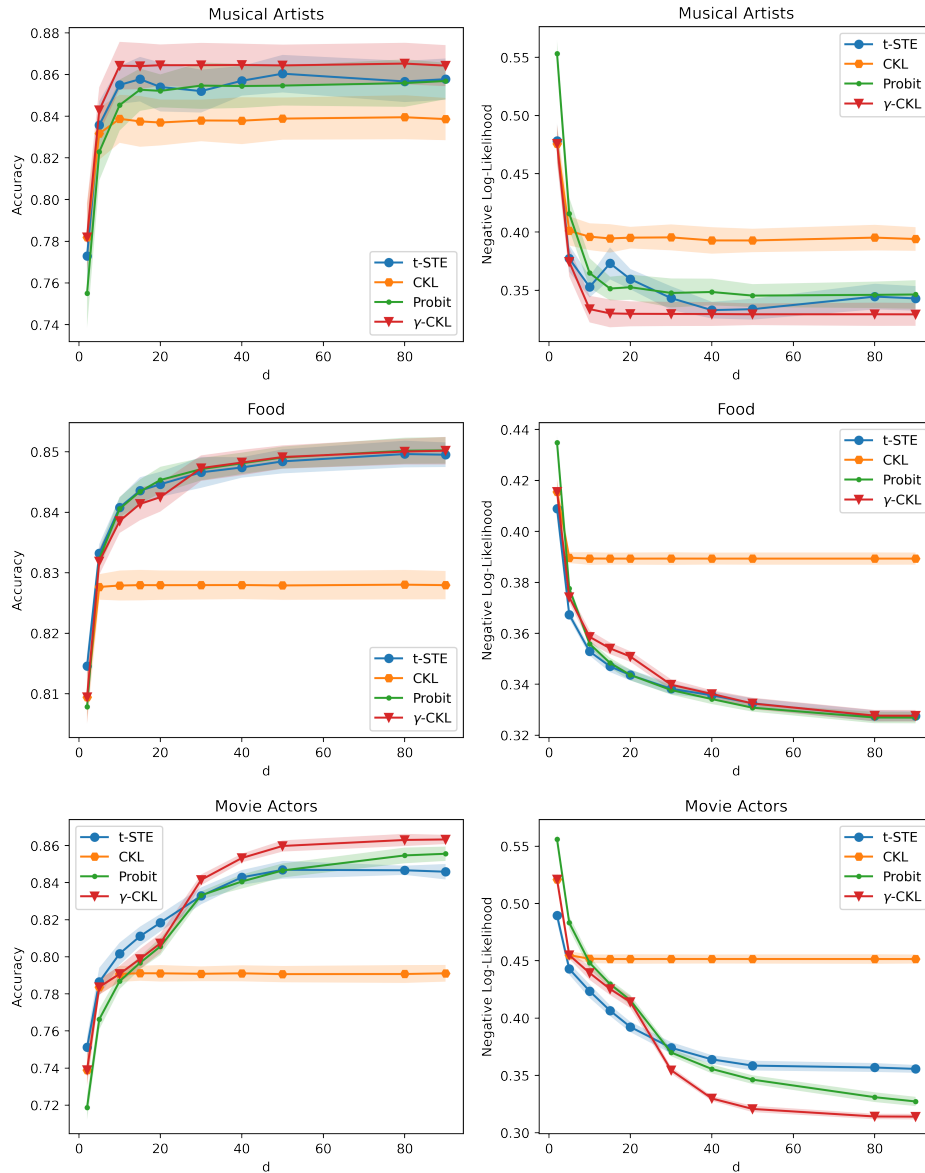 Musical Artists
Accuracy
0.88
0.86
0.84
0.82
0.80
0.78
0.76
0.74
t-STE
CKL
Probit
γ-CKL
0 20 40 60 80
d
Musical Artists
Negative Log-Likelihood
0.55
0.50
0.45
0.40
0.35
t-STE
CKL
Probit
γ-CKL
0 20 40 60 80
d
Food
Accuracy
0.85
0.84
0.83
0.82
0.81
t-STE
CKL
Probit
γ-CKL
0 20 40 60 80
d
Food
Negative Log-Likelihood
0.44
0.42
0.40
0.38
0.36
0.34
0.32
t-STE
CKL
Probit
γ-CKL
0 20 40 60 80
d
Movie Actors
Accuracy
0.86
0.84
0.82
0.80
0.78
0.76
0.74
0.72
t-STE
CKL
Probit
γ-CKL
0 20 40 60 80
d
Movie Actors
Negative Log-Likelihood
0.55
0.50
0.45
0.40
0.35
0.30
t-STE
CKL
Probit
γ-CKL
0 20 40 60 80
d